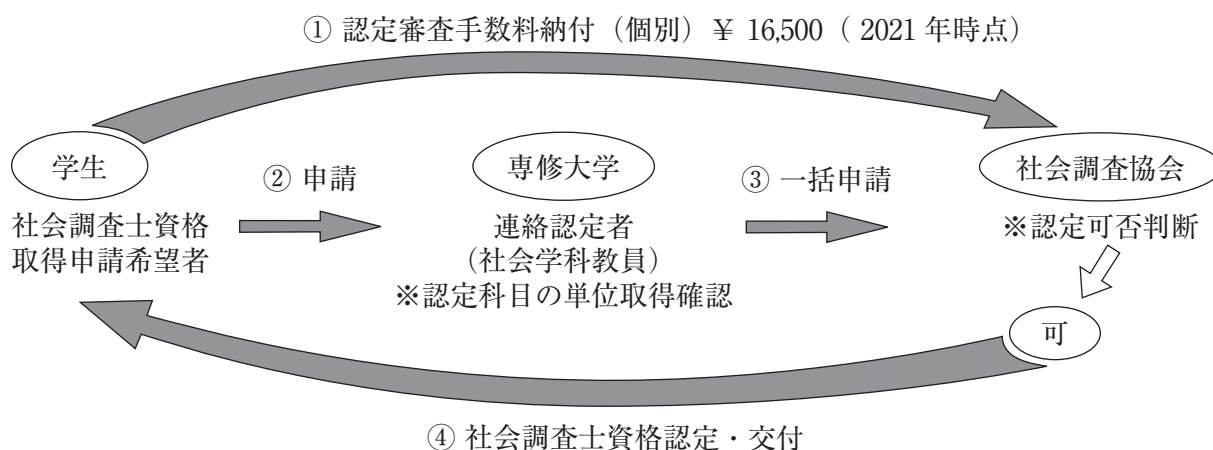 ① 認定審査手数料納付（個別）¥ 16,500（ 2021 年時点）
学生
社会調査士資格
取得申請希望者
② 申請
専修大学
連絡認定者
（社会学科教員）
※認定科目の単位取得確認
③ 一括申請
社会調査協会
※認定可否判断
可
④ 社会調査士資格認定・交付